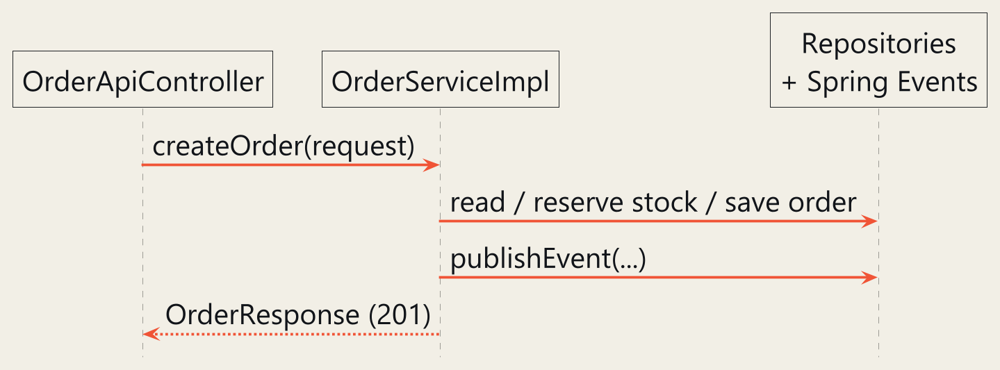 OrderApiController
OrderServiceImpl
Repositories
+ Spring Events
createOrder(request)
read / reserve stock / save order
publishEvent(...)
OrderResponse (201)